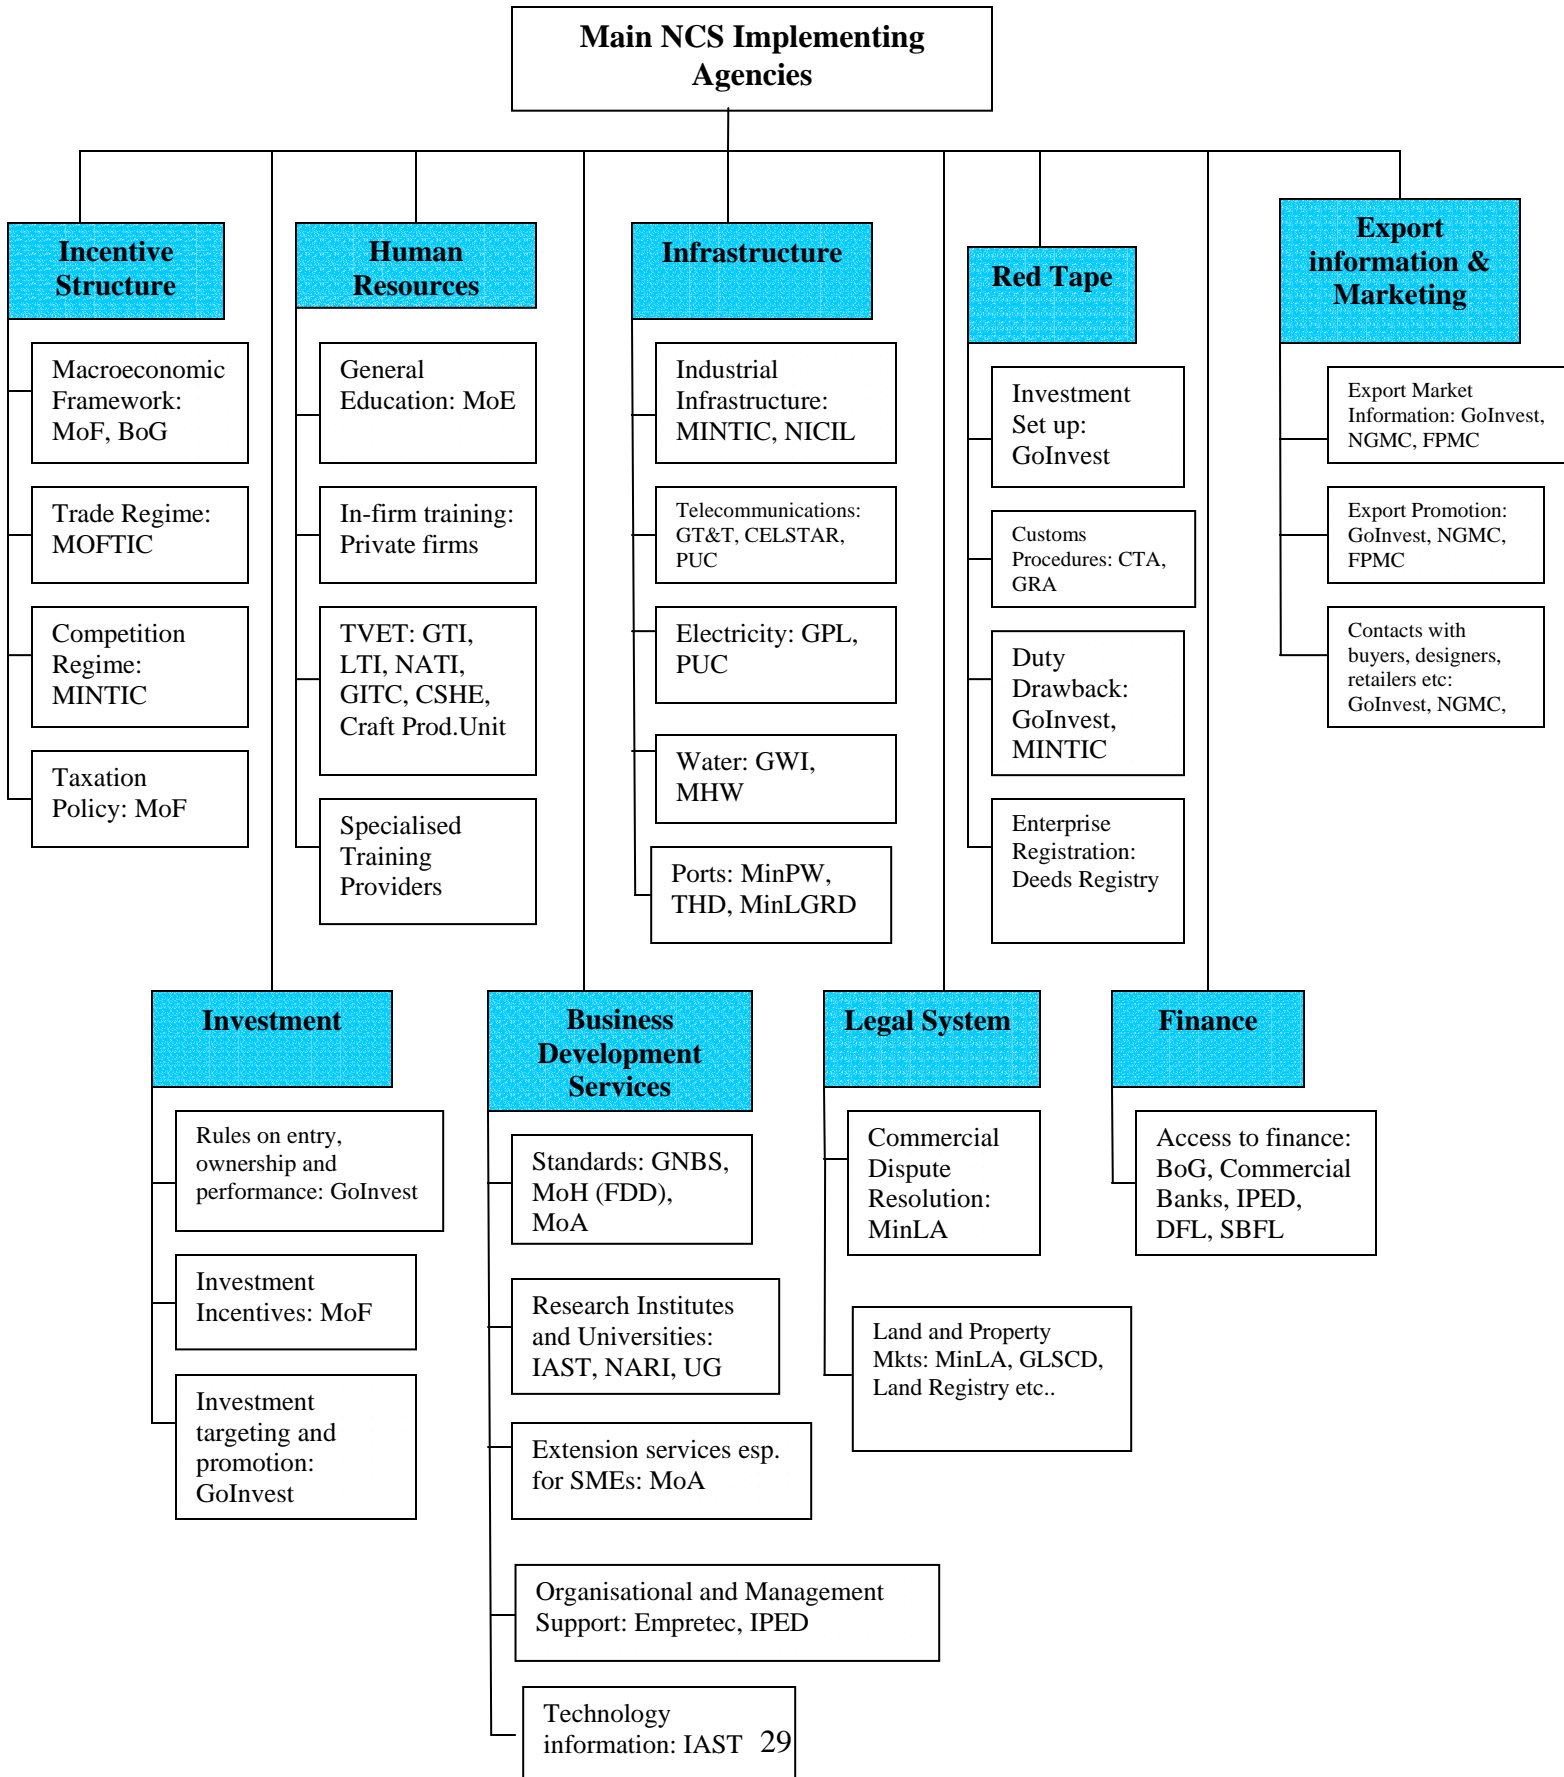 Main NCS Implementing
Agencies
Incentive
Structure
Macroeconomic
Framework:
MoF, BoG
Trade Regime:
MOFTIC
Competition
Regime:
MINTIC
Taxation
Policy: MoF
Human
Resources
General
Education: MoE
In-firm training:
Private firms
TVET: GTI,
LTI, NATI,
GITC, CSHE,
Craft Prod.Unit
Specialised
Training
Providers
Infrastructure
Industrial
Infrastructure:
MINTIC, NICIL
Telecommunications:
GT&T, CELSTAR,
PUC
Electricity: GPL,
PUC
Water: GWI,
MHW
Ports: MinPW,
THD, MinLGRD
Red Tape
Investment
Set up:
GoInvest
Customs
Procedures: CTA,
GRA
Duty
Drawback:
GoInvest,
MINTIC
Enterprise
Registration:
Deeds Registry
Export
information &
Marketing
Export Market
Information: GoInvest,
NGMC, FPMC
Export Promotion:
GoInvest, NGMC,
FPMC
Contacts with
buyers, designers,
retailers etc:
GoInvest, NGMC,
Investment
Rules on entry,
ownership and
performance: GoInvest
Investment
Incentives: MoF
Investment
targeting and
promotion:
GoInvest
Business
Development
Services
Standards: GNBS,
MoH (FDD),
MoA
Research Institutes
and Universities:
IAST, NARI, UG
Extension services esp.
for SMEs: MoA
Organisational and Management
Support: Empretec, IPED
Technology
information: IAST
Legal System
Commercial
Dispute
Resolution:
MinLA
Land and Property
Mkts: MinLA, GLSCD,
Land Registry etc..
Finance
Access to finance:
BoG, Commercial
Banks, IPED,
DFL, SBFL
29